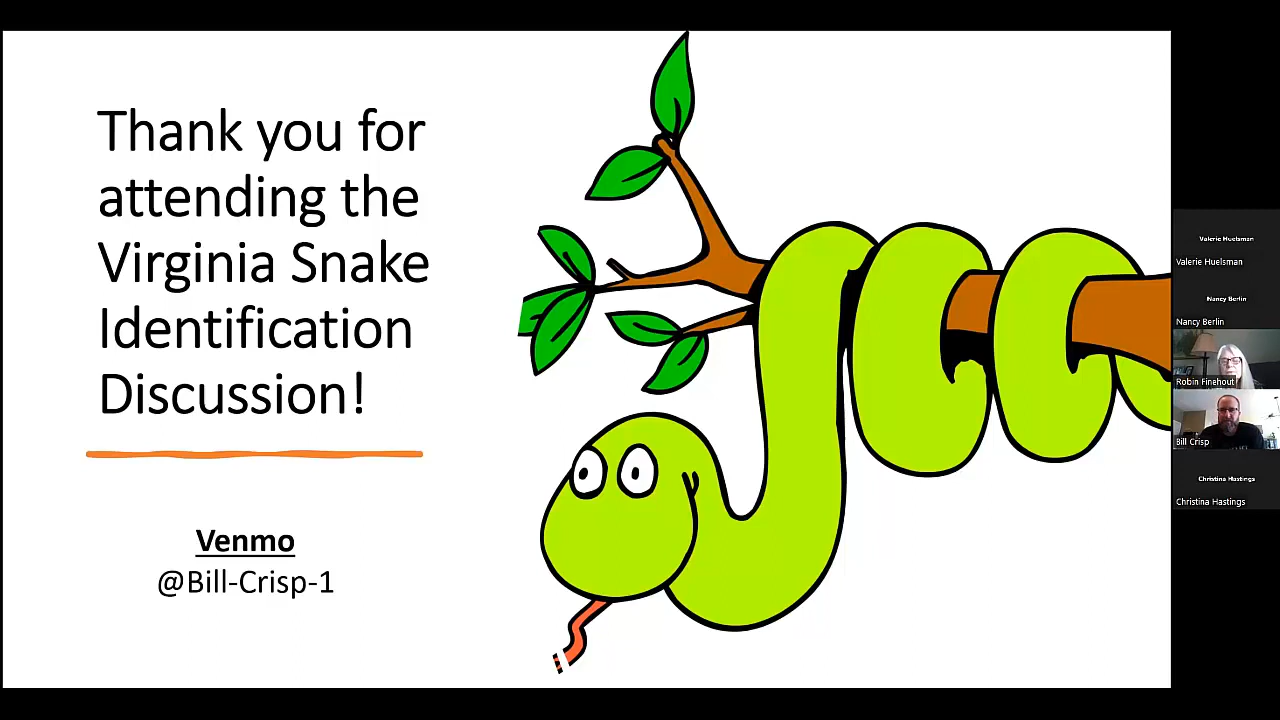 Thank you for
attending the
Virginia Snake
Identification
Discussion!
Venmo
@Bill-Crisp-1
Valerie Huelsman
Valerie Huelsman
Nancy Berlin
Nancy Berlin
Robin Finehout
Bill Crisp
Christina Hastings
Christina Hastings